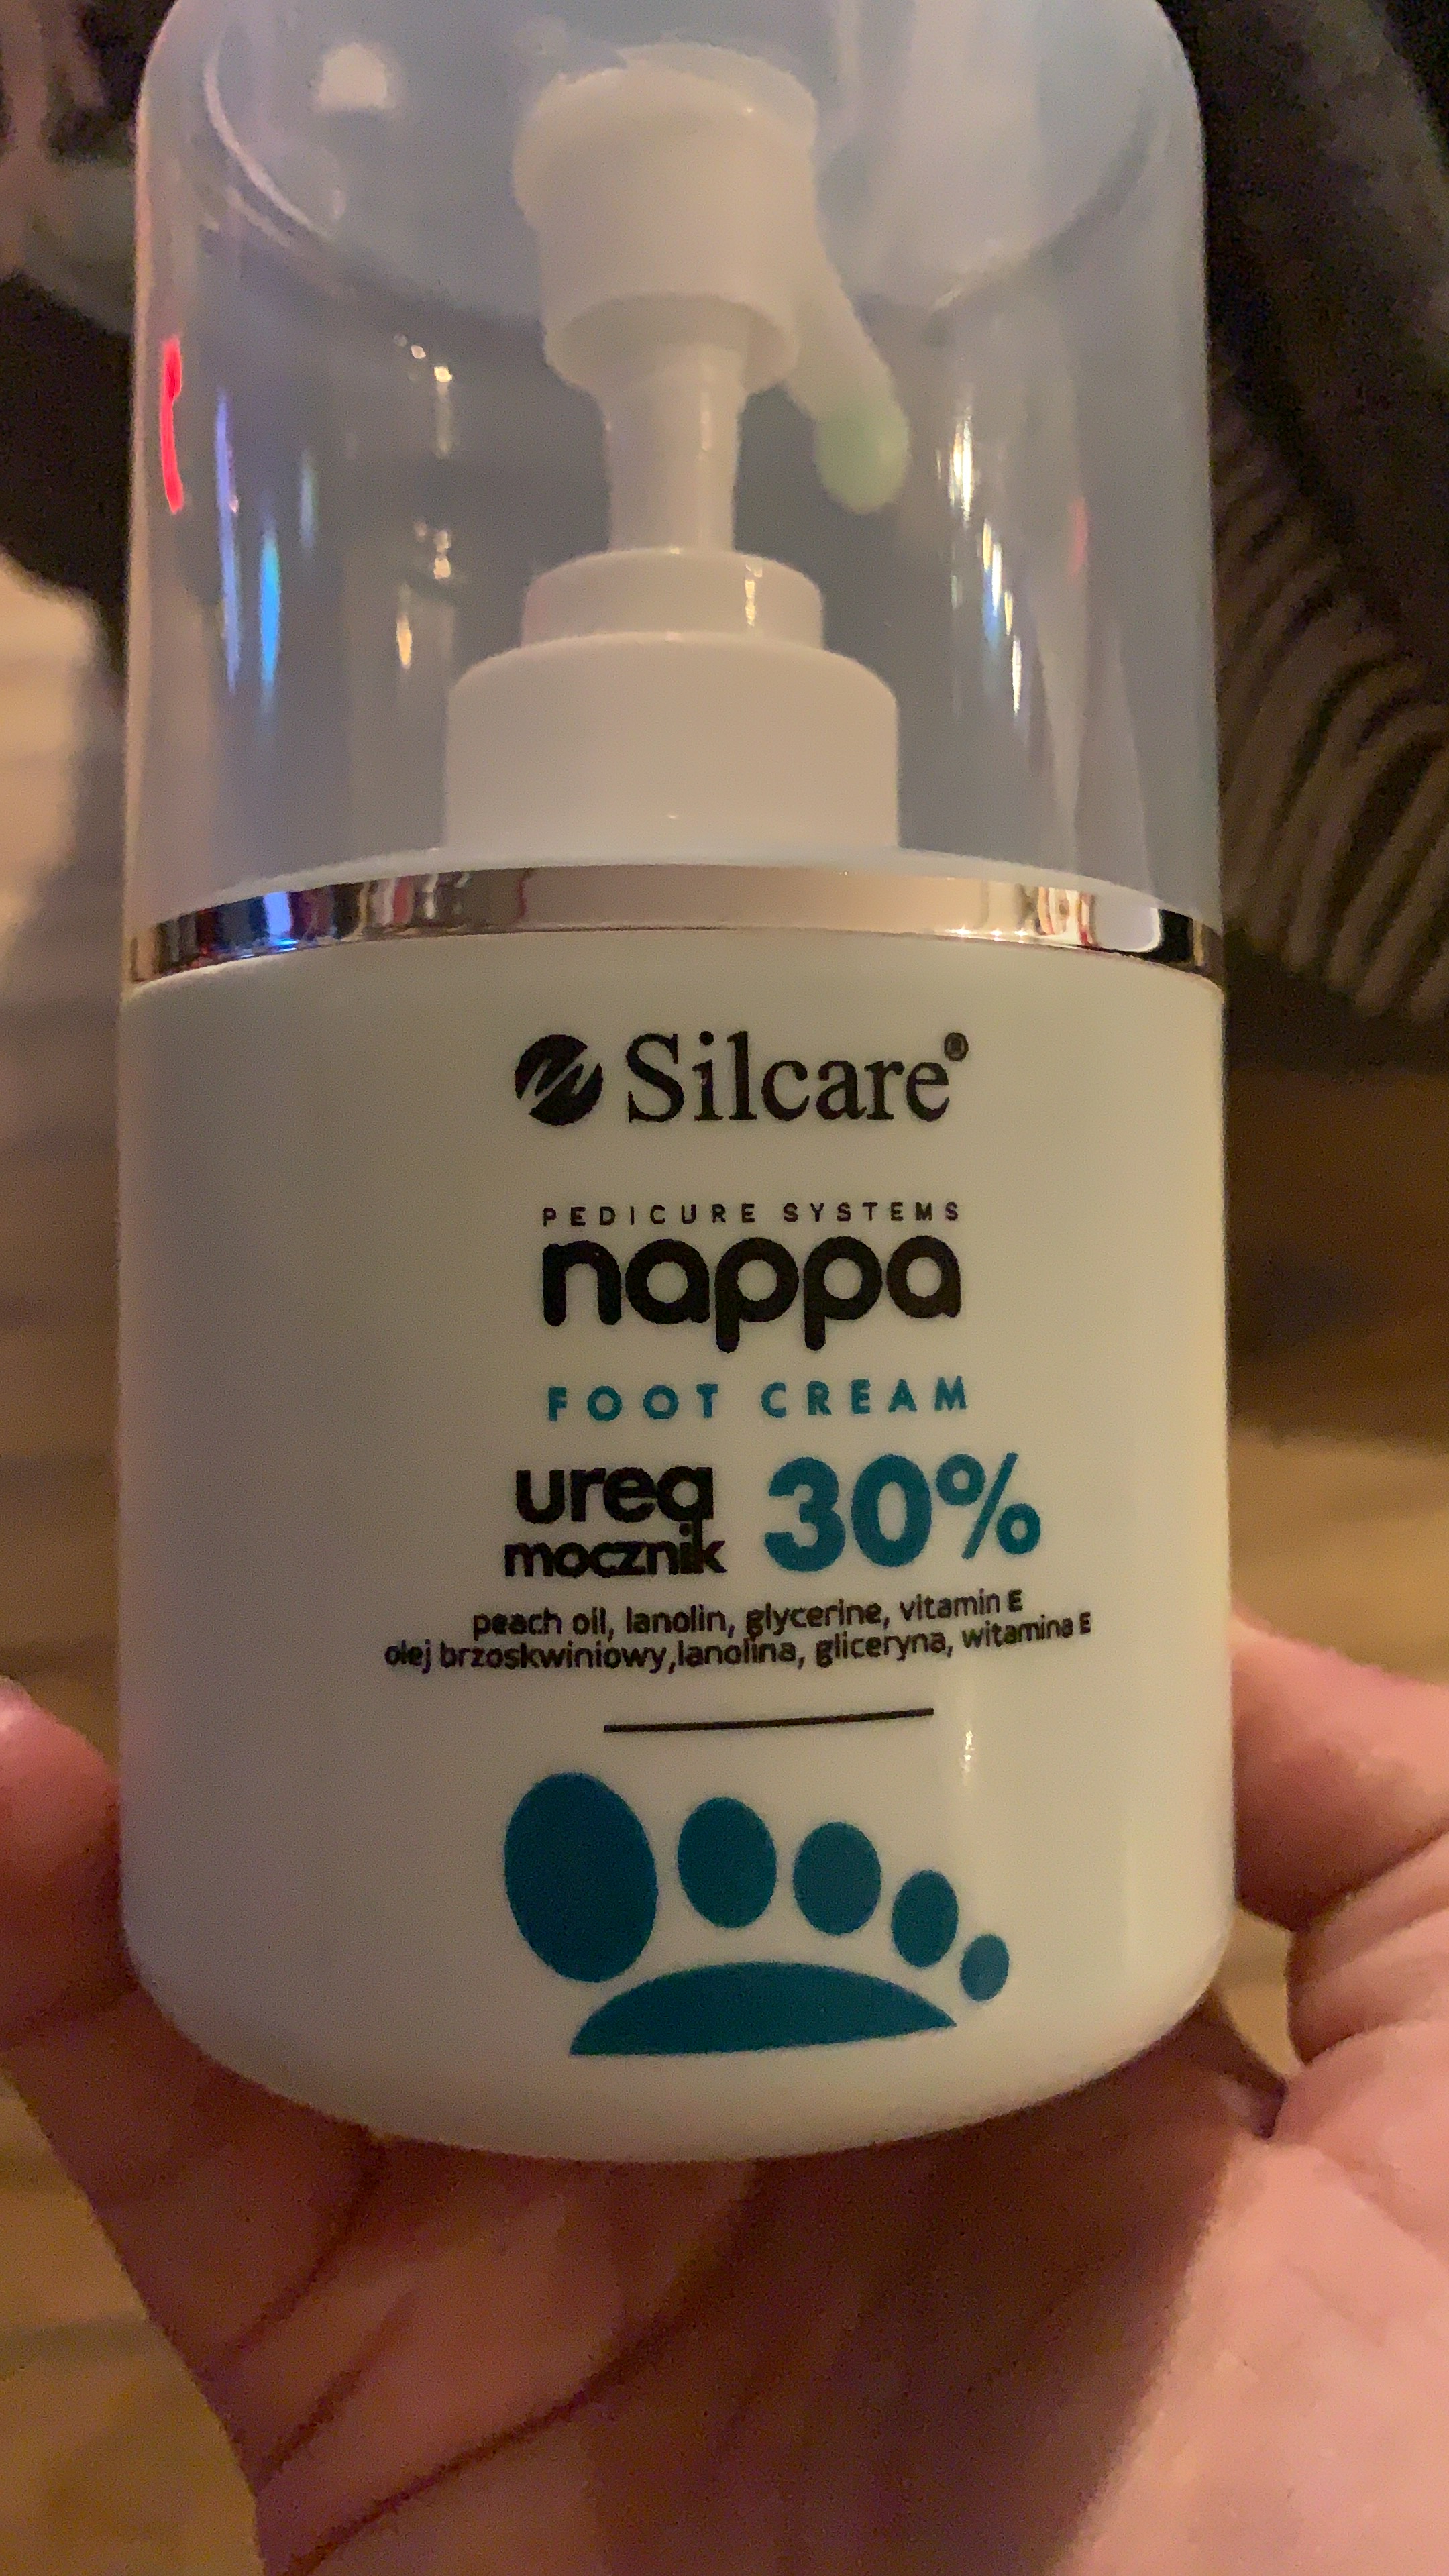 Silcare®
PEDICURE SYSTEMS
nappa
FOOT CREAM
urea 30%
mocznik
peach oil, lanolin, glycerine, vitamin E
olej brzoskwiniowy,lanolina, gliceryna, witamina E